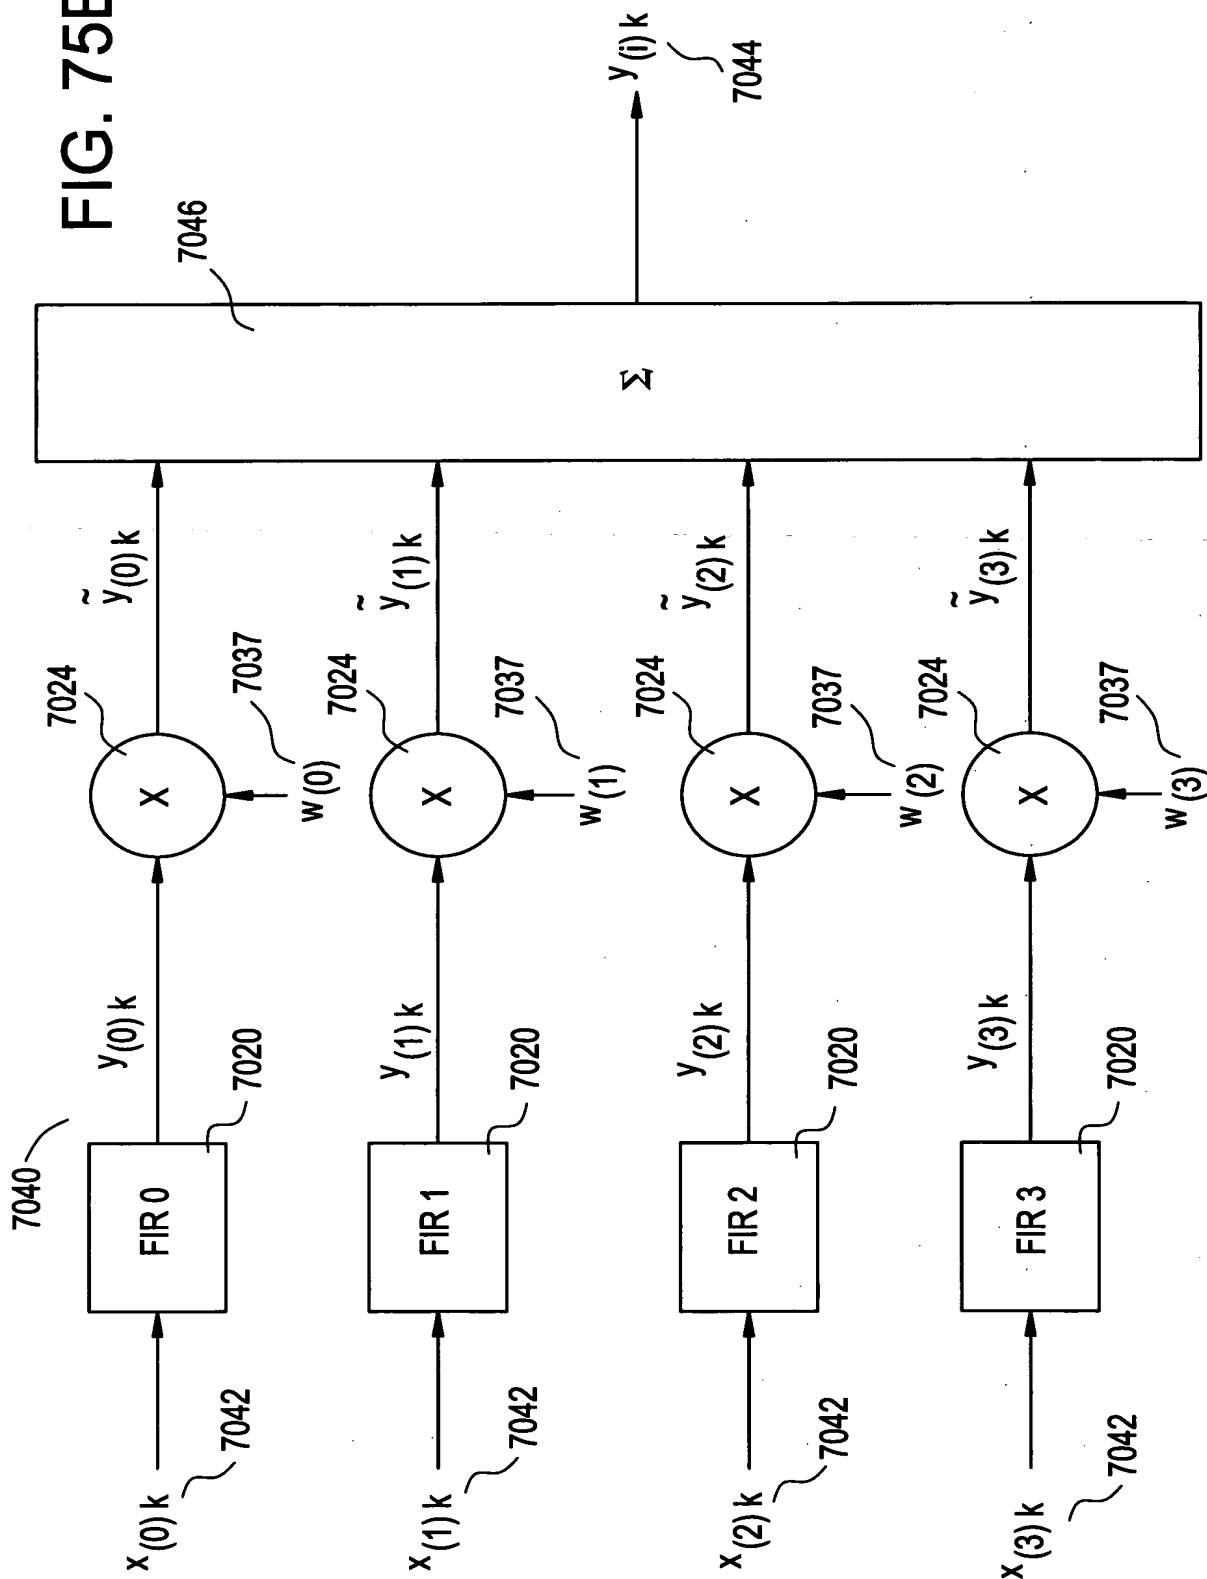 FIG. 75B
7040
x(0) k
7042
FIR 0
7020
y(0) k
7024
X
w(0)
7037
ỹ(0) k
x(1) k
7042
FIR 1
7020
y(1) k
7024
X
w(1)
7037
ỹ(1) k
x(2) k
7042
FIR 2
7020
y(2) k
7024
X
w(2)
7037
ỹ(2) k
x(3) k
7042
FIR 3
7020
y(3) k
7024
X
w(3)
7037
ỹ(3) k
Σ
7046
y(i) k
7044